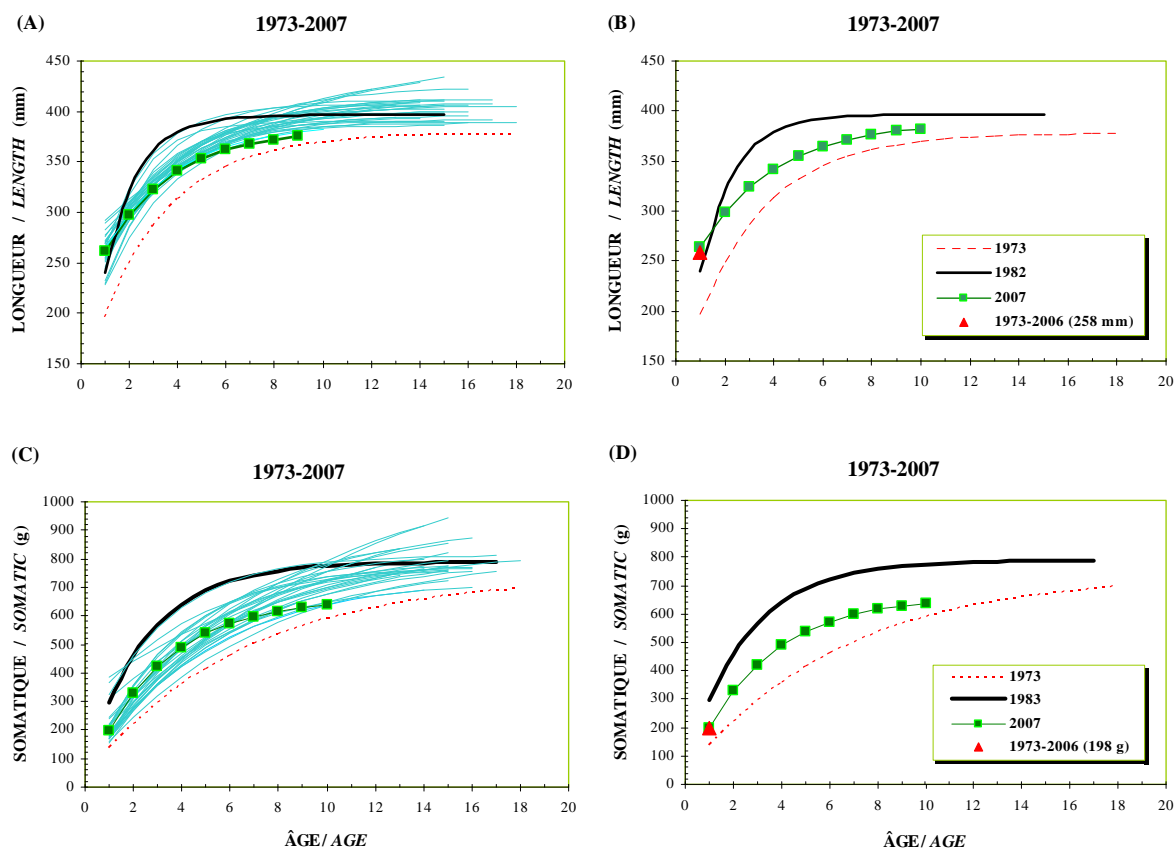 (A)
1973-2007
LONGUEUR / LENGTH (mm)
450
400
350
300
250
200
150
0 2 4 6 8 10 12 14 16 18 20
(B)
1973-2007
LONGUEUR / LENGTH (mm)
450
400
350
300
250
200
150
0 2 4 6 8 10 12 14 16 18 20
1973
1982
2007
1973-2006 (258 mm)
(C)
1973-2007
SOMATIQUE / SOMATIC (g)
1000
900
800
700
600
500
400
300
200
100
0
0 2 4 6 8 10 12 14 16 18 20
ÂGE/ AGE
(D)
1973-2007
SOMATIQUE / SOMATIC (g)
1000
900
800
700
600
500
400
300
200
100
0
0 2 4 6 8 10 12 14 16 18 20
ÂGE/ AGE
1973
1983
2007
1973-2006 (198 g)